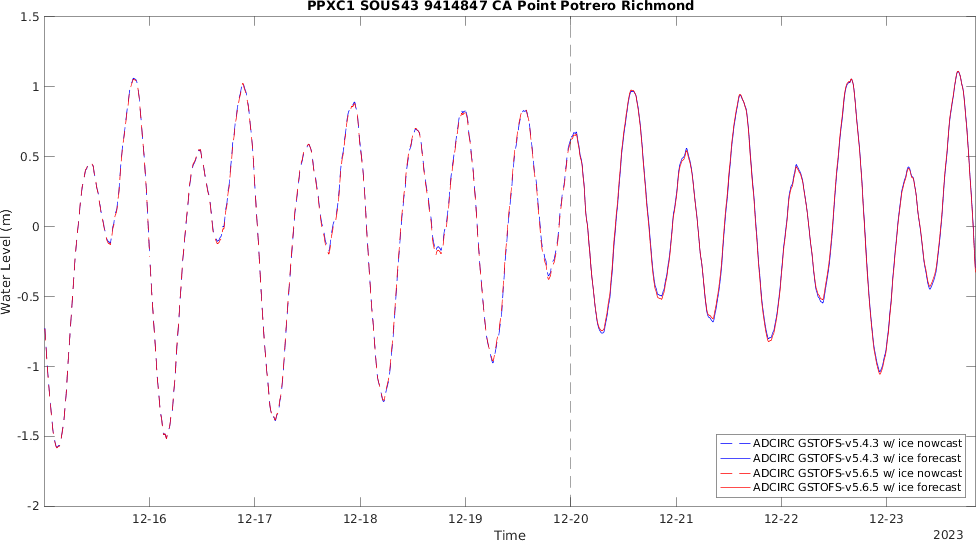 PPXC1 SOUS43 9414847 CA Point Potrero Richmond
1.5
1
0.5
0
-0.5
-1
-1.5
-2
Water Level (m)
12-16
12-17
12-18
12-19
12-20
12-21
12-22
12-23
Time
2023
ADCIRC GSTOFS-v5.4.3 w/ ice nowcast
ADCIRC GSTOFS-v5.4.3 w/ ice forecast
ADCIRC GSTOFS-v5.6.5 w/ ice nowcast
ADCIRC GSTOFS-v5.6.5 w/ ice forecast